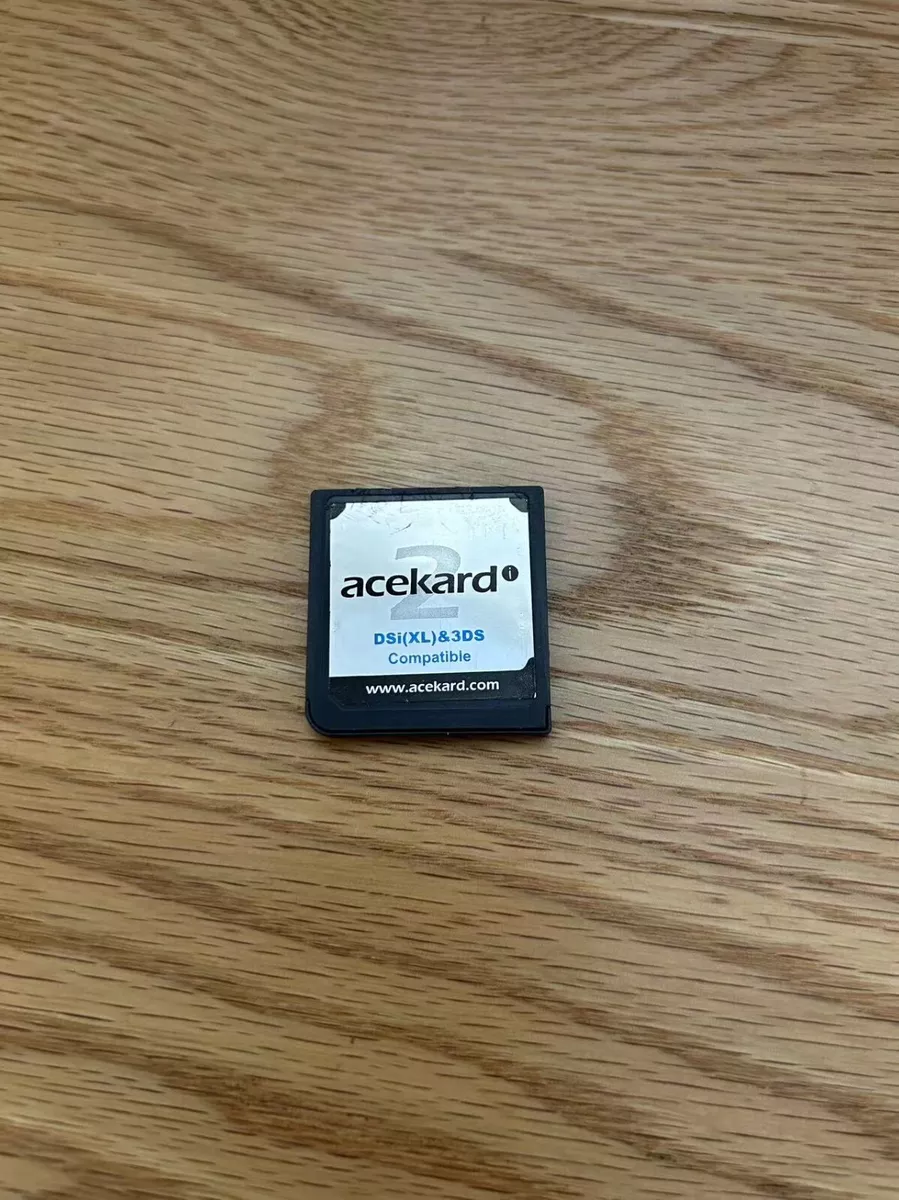 2
acekard i
DSi(XL)&3DS
Compatible
www.acekard.com